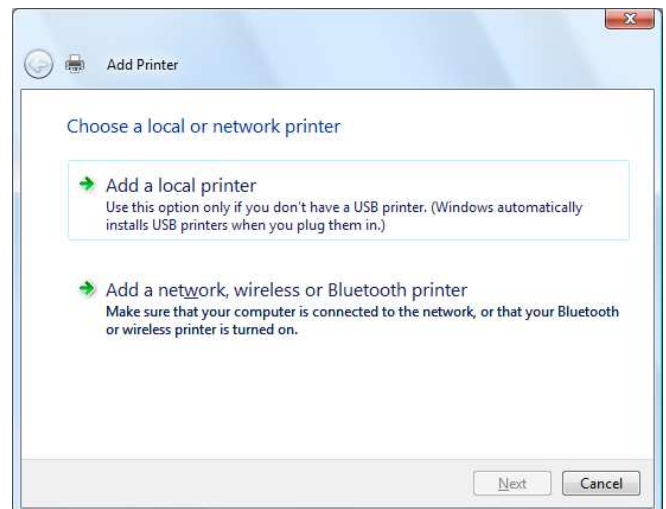 Add Printer
Choose a local or network printer
Add a local printer
Use this option only if you don't have a USB printer. (Windows automatically
installs USB printers when you plug them in.)
Add a network, wireless or Bluetooth printer
Make sure that your computer is connected to the network, or that your Bluetooth
or wireless printer is turned on.
Next Cancel